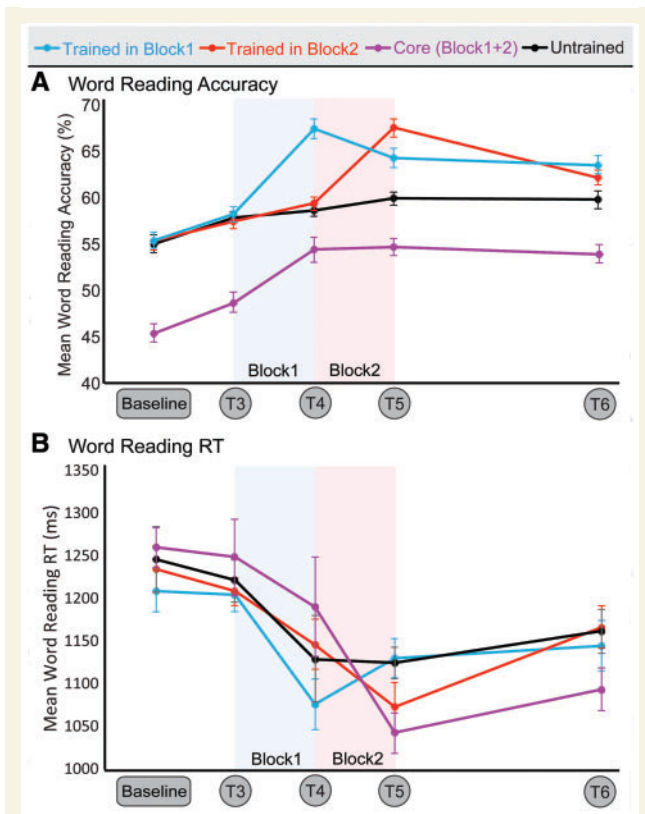 Trained in Block1 Trained in Block2 Core (Block1+2) Untrained
A Word Reading Accuracy
Mean Word Reading Accuracy (%)
70
65
60
55
50
45
40
Block1 Block2
Baseline T3 T4 T5 T6
B Word Reading RT
Mean Word Reading RT (ms)
1350
1300
1250
1200
1150
1100
1050
1000
Block1 Block2
Baseline T3 T4 T5 T6